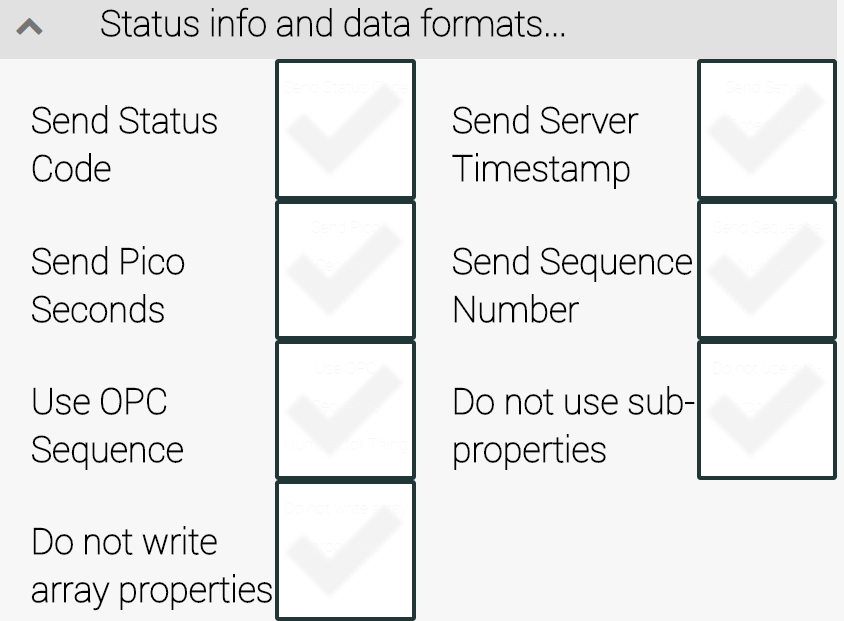 Status info and data formats...
Send Status
Code
Send Server
Timestamp
Send Pico
Seconds
Send Sequence
Number
Use OPC
Sequence
Do not use sub-
properties
Do not write
array properties